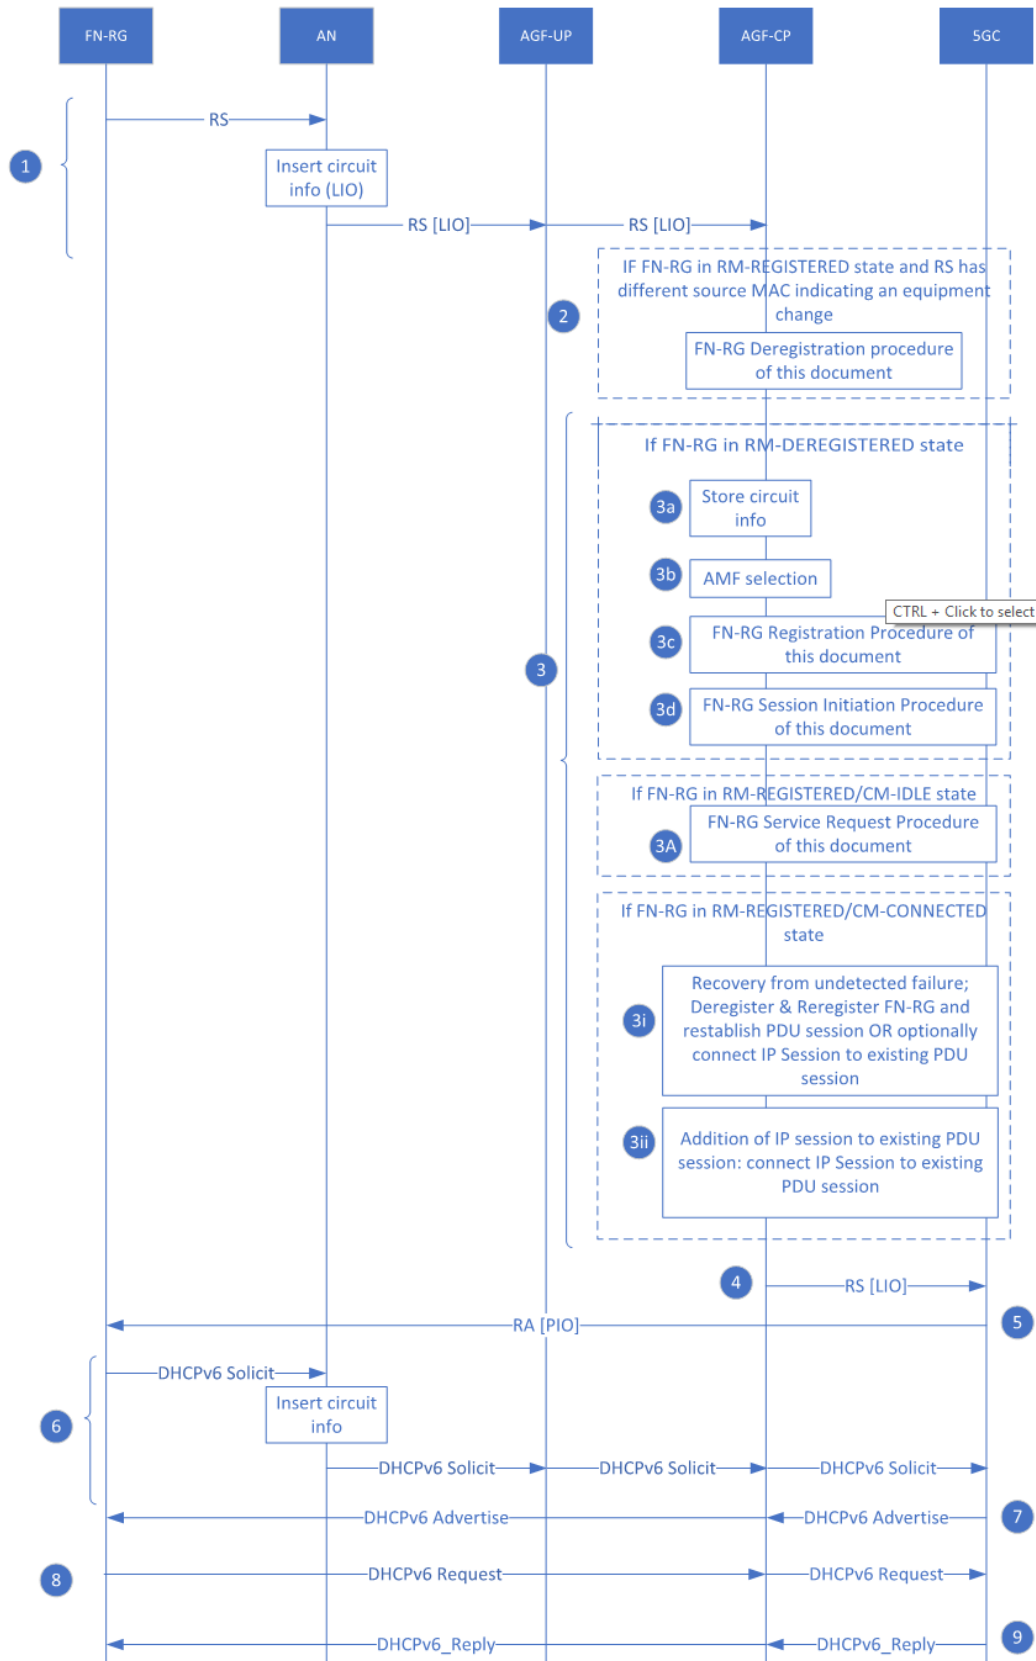 FN-RG
AN
AGF-UP
AGF-CP
5GC
RS
1
Insert circuit
info (LIO)
RS [LIO]
RS [LIO]
IF FN-RG in RM-REGISTERED state and RS has
different source MAC indicating an equipment
change
2
FN-RG Deregistration procedure
of this document
If FN-RG in RM-DEREGISTERED state
3a
Store circuit
info
3b
AMF selection
CTRL + Click to select
3
3c
FN-RG Registration Procedure of
this document
3d
FN-RG Session Initiation Procedure
of this document
If FN-RG in RM-REGISTERED/CM-IDLE state
3A
FN-RG Service Request Procedure
of this document
If FN-RG in RM-REGISTERED/CM-CONNECTED
state
3i
Recovery from undetected failure;
Deregister & Reregister FN-RG and
restablish PDU session OR optionally
connect IP Session to existing PDU
session
3ii
Addition of IP session to existing PDU
session: connect IP Session to existing
PDU session
4
RS [LIO]
RA [PIO]
5
DHCPv6 Solicit
6
Insert circuit
info
DHCPv6 Solicit
DHCPv6 Solicit
DHCPv6 Solicit
DHCPv6 Advertise
DHCPv6 Advertise
7
8
DHCPv6 Request
DHCPv6 Request
DHCPv6_Reply
DHCPv6_Reply
9